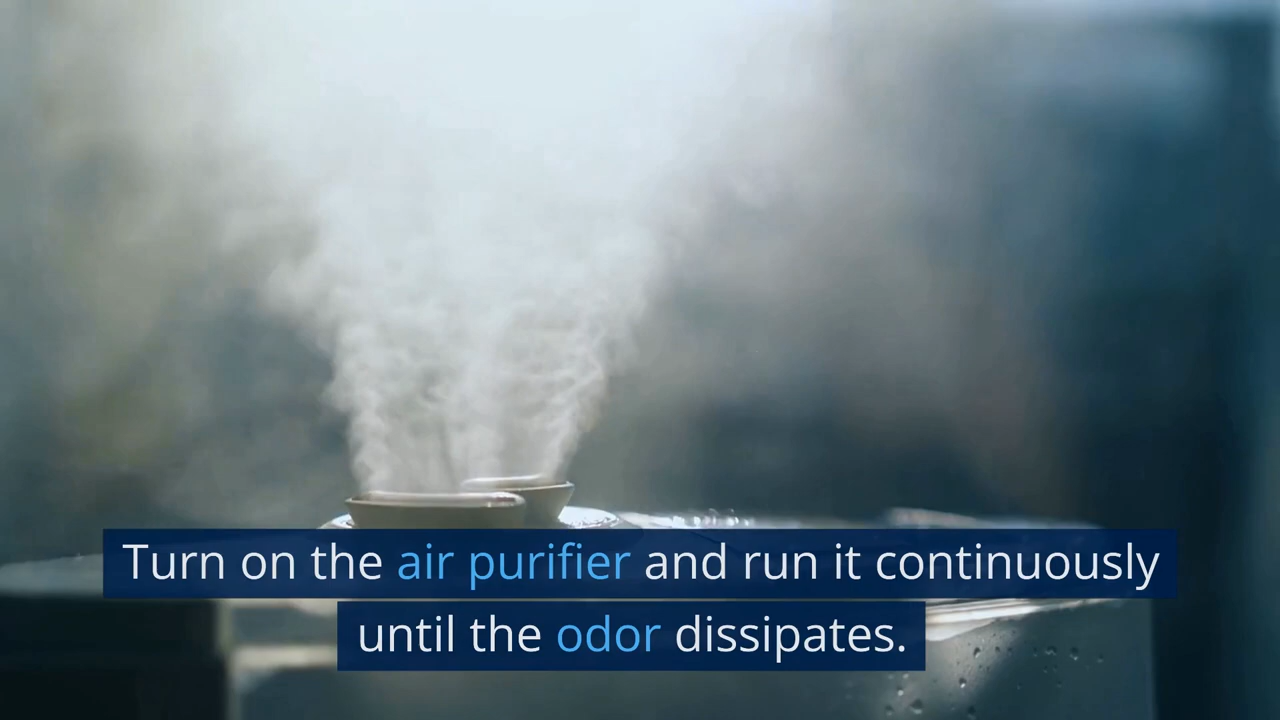 Turn on the air purifier and run it continuously
until the odor dissipates.